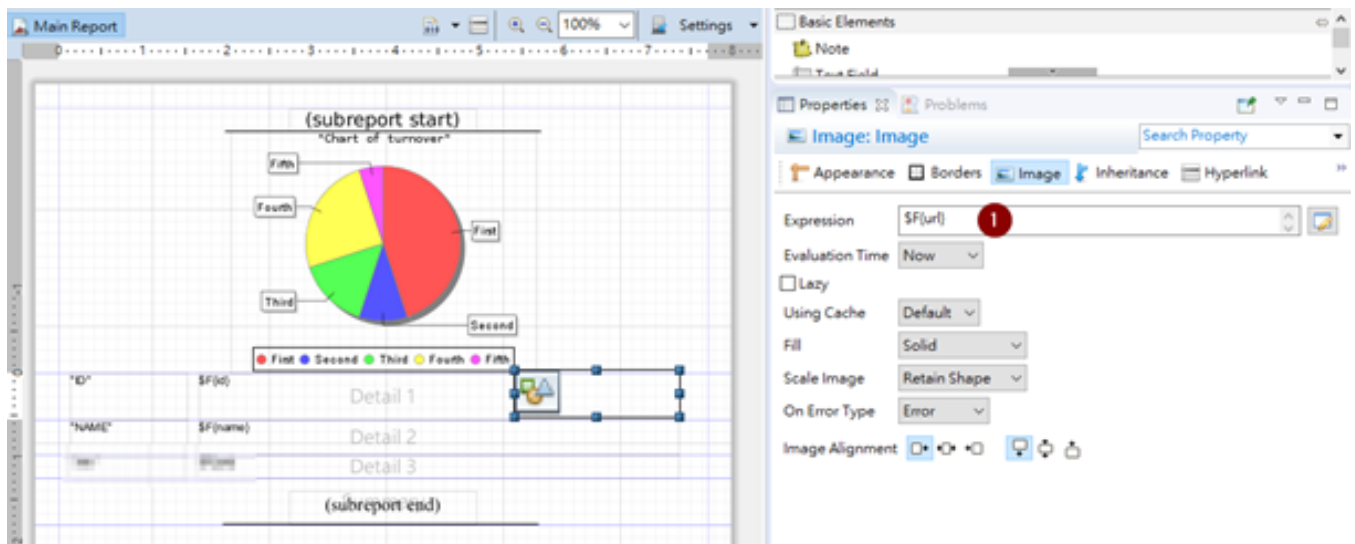 Main Report
100%
Settings
0 1 2 3 4 5 6 7 8
(subreport start)
"Chart of turnover"
Fifth
Fourth
First
Third
Second
First Second Third Fourth Fifth
"ID" $F{id} Detail 1
"NAME" $F{name} Detail 2
Detail 3
(subreport end)
Basic Elements
Note
Text Field
Properties Problems
Image: Image
Search Property
Appearance Borders Image Inheritance Hyperlink
Expression $F{url} 1
Evaluation Time Now
Lazy
Using Cache Default
Fill Solid
Scale Image Retain Shape
On Error Type Error
Image Alignment